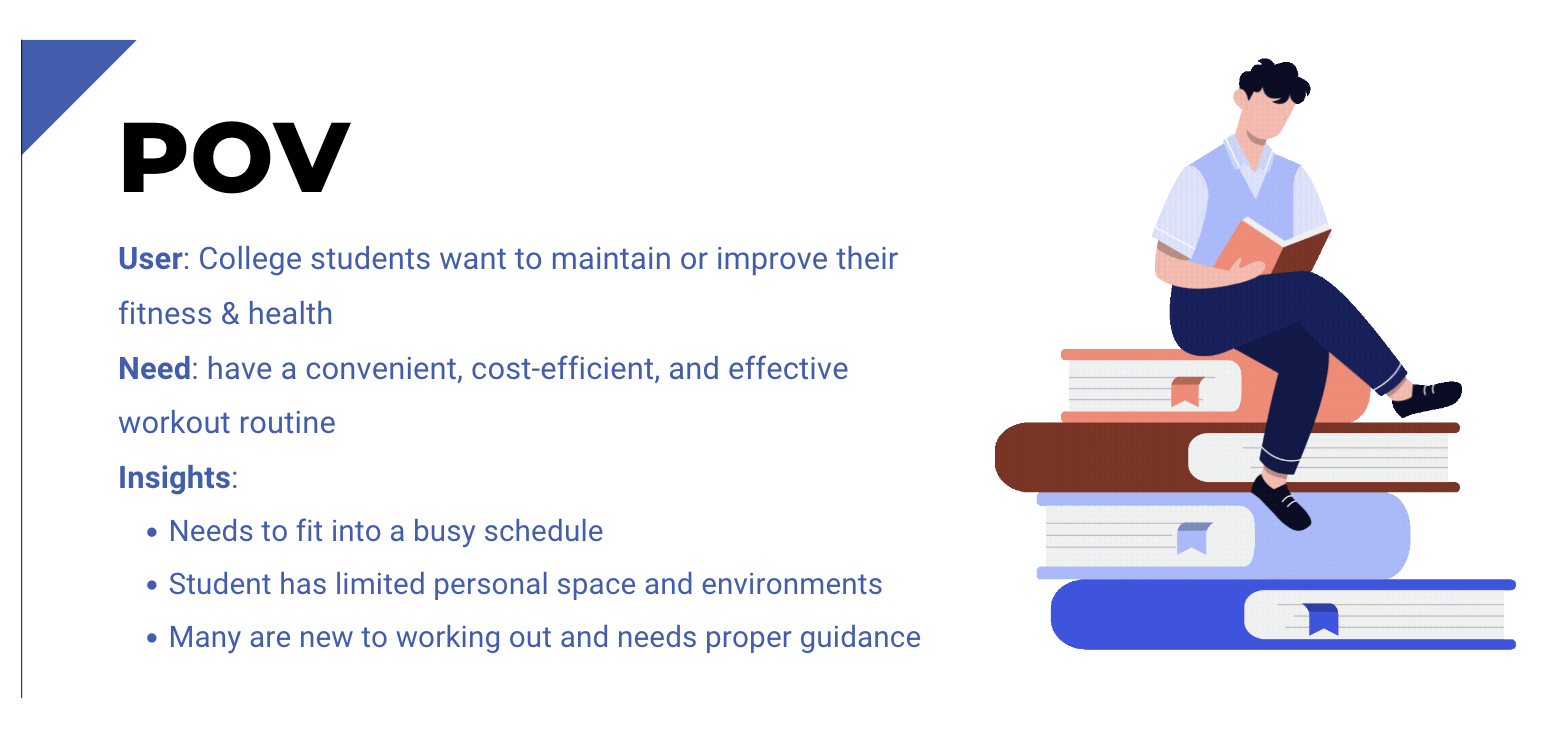 POV
User: College students want to maintain or improve their
fitness & health
Need: have a convenient, cost-efficient, and effective
workout routine
Insights:
• Needs to fit into a busy schedule
• Student has limited personal space and environments
• Many are new to working out and needs proper guidance